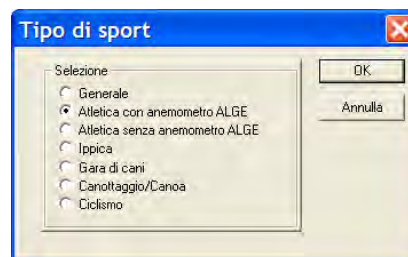 Tipo di sport
Selezione
Generale
Atletica con anemometro ALGE
Atletica senza anemometro ALGE
Ippica
Gara di cani
Canottaggio/Canoa
Ciclismo
OK
Annulla